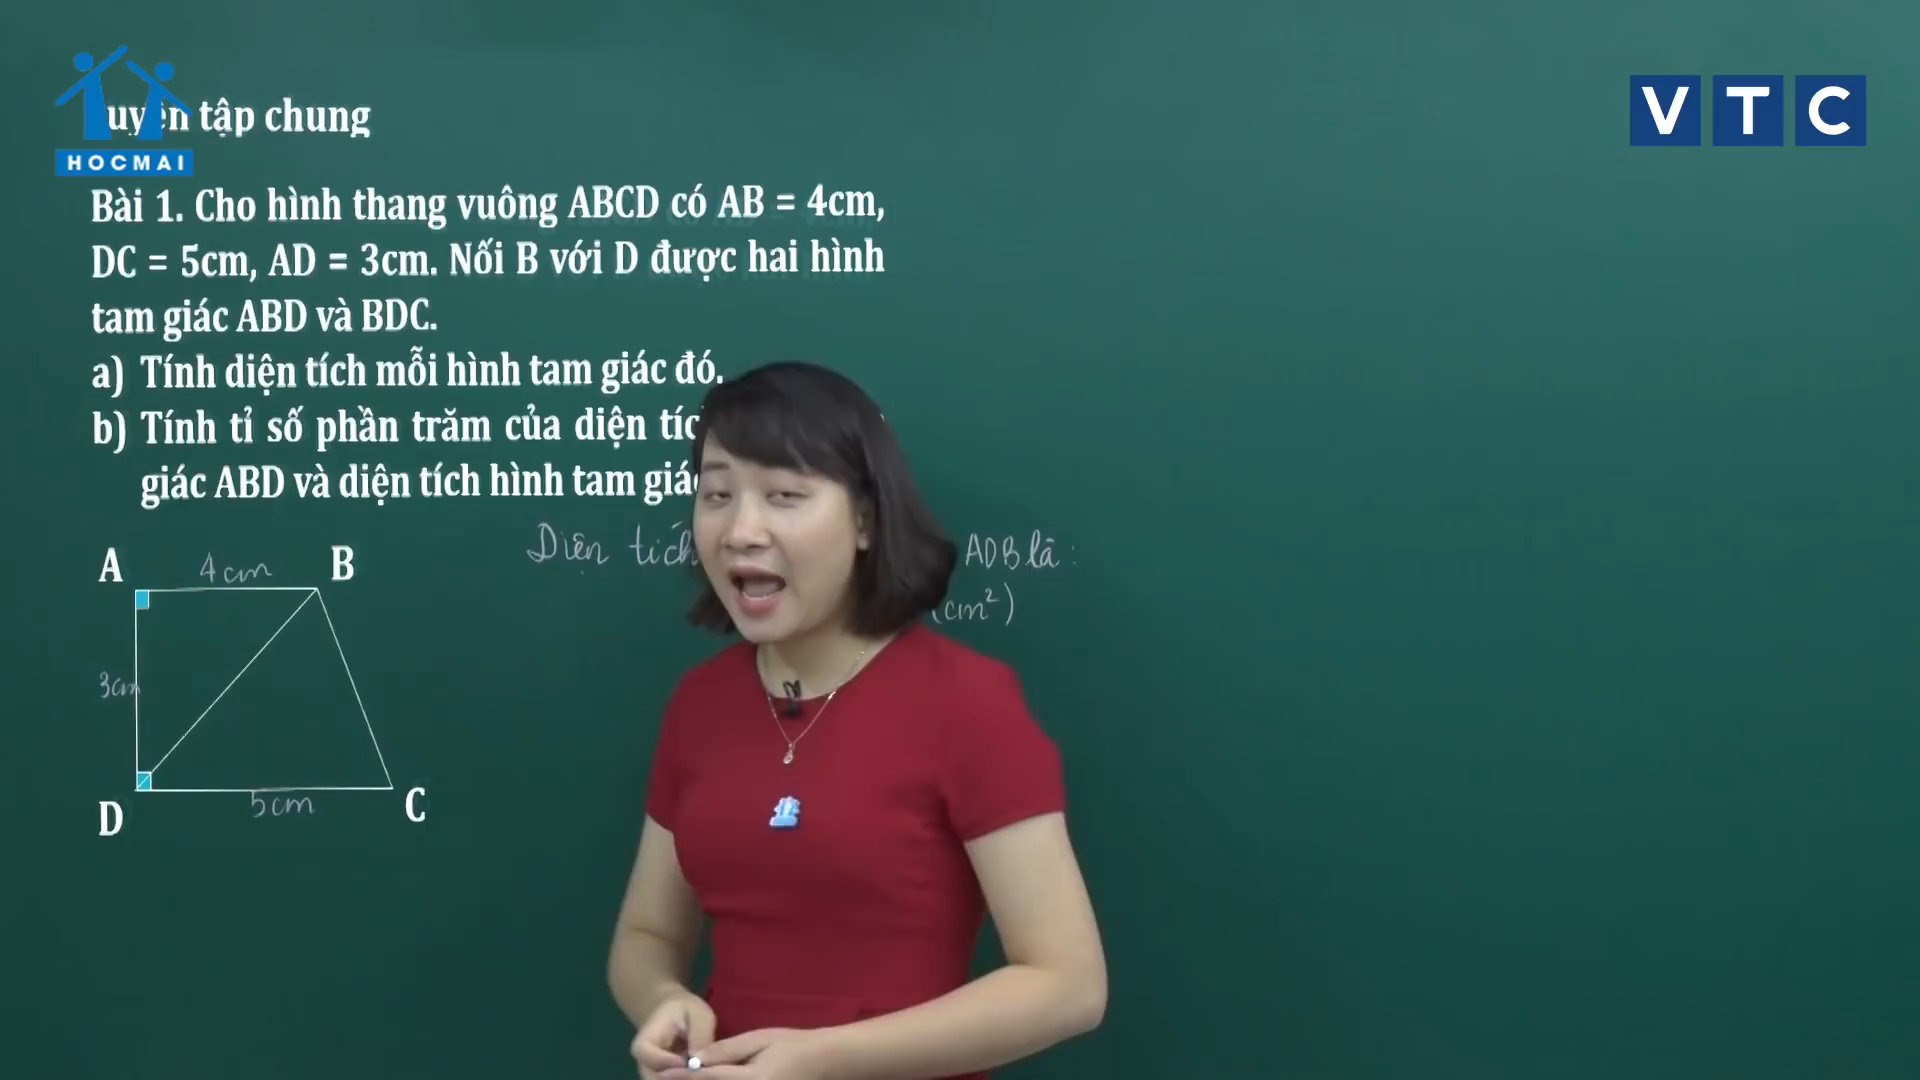 HOCMAI
VTC
tập chung
Bài 1. Cho hình thang vuông ABCD có AB = 4cm,
DC = 5cm, AD = 3cm. Nối B với D được hai hình
tam giác ABD và BDC.
a) Tính diện tích mỗi hình tam giác đó.
b) Tính tỉ số phần trăm của diện
giác ABD và diện tích hình tam
Diện tích ADB là :
(cm²)
A 4cm B
3cm
D 5cm C